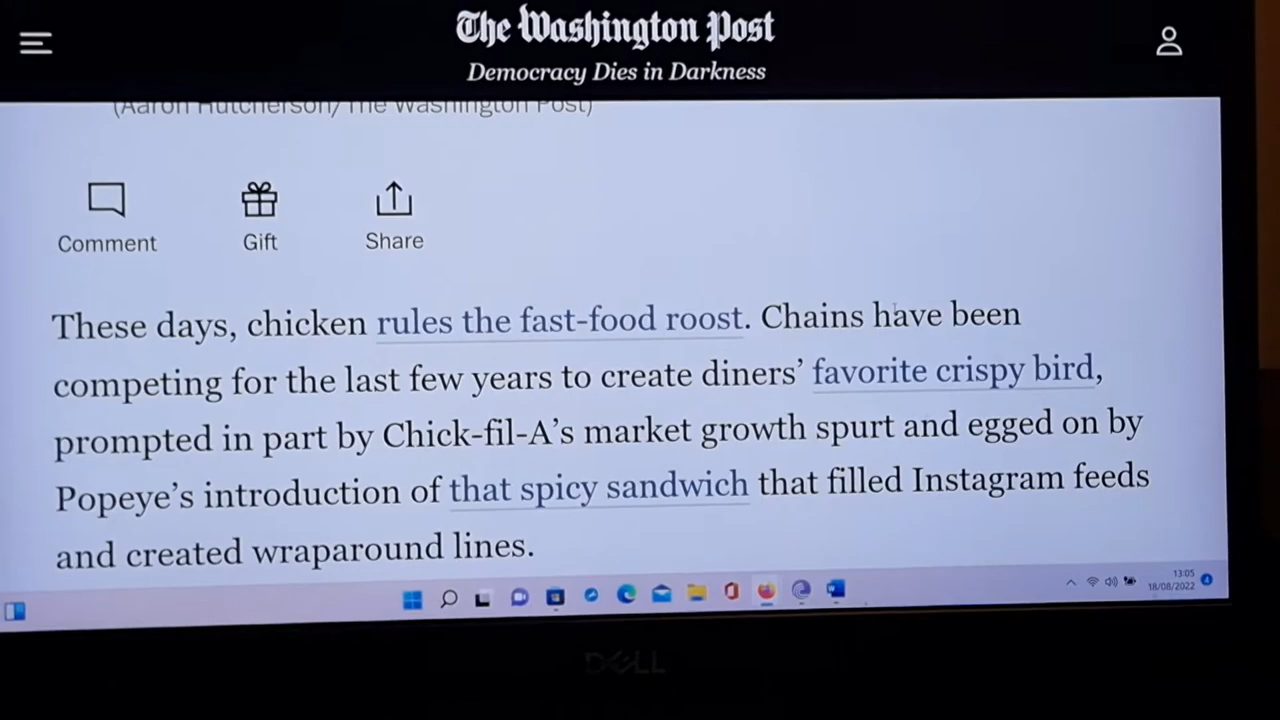 The Washington Post
Democracy Dies in Darkness
(Aaron Hutcherson/The Washington Post)
Comment Gift Share
These days, chicken rules the fast-food roost. Chains have been
competing for the last few years to create diners’ favorite crispy bird,
prompted in part by Chick-fil-A’s market growth spurt and egged on by
Popeye’s introduction of that spicy sandwich that filled Instagram feeds
and created wraparound lines.
13:05
18/08/2022
DELL